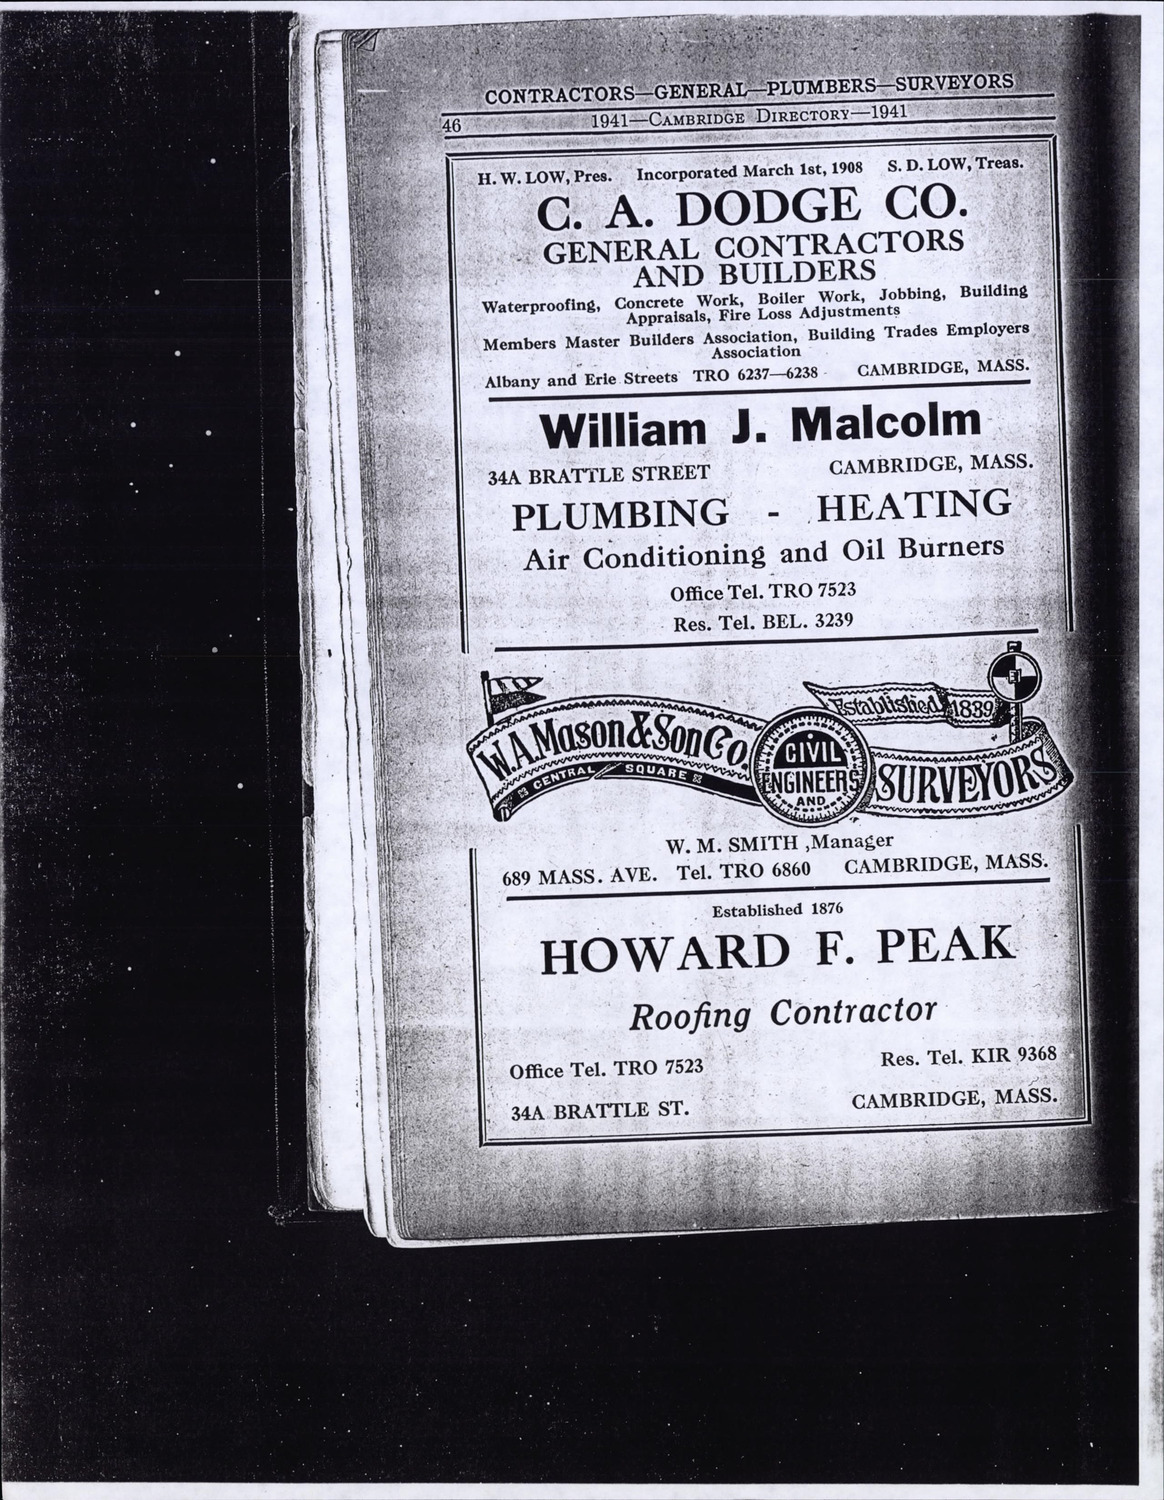 CONTRACTORS—GENERAL—PLUMBERS—SURVEYORS
46 1941—CAMBRIDGE DIRECTORY—1941
H. W. LOW, Pres. Incorporated March 1st, 1908 S. D. LOW, Treas.
C. A. DODGE CO.
GENERAL CONTRACTORS
AND BUILDERS
Waterproofing, Concrete Work, Boiler Work, Jobbing, Building
Appraisals, Fire Loss Adjustments
Members Master Builders Association, Building Trades Employers
Association
Albany and Erie Streets TRO 6237—6238 CAMBRIDGE, MASS.
William J. Malcolm
34A BRATTLE STREET CAMBRIDGE, MASS.
PLUMBING - HEATING
Air Conditioning and Oil Burners
Office Tel. TRO 7523
Res. Tel. BEL. 3239
Established 1839
W.A. Mason & Son Co.
CENTRAL SQUARE
CIVIL
ENGINEERS
AND
SURVEYORS
W. M. SMITH ,Manager
689 MASS. AVE. Tel. TRO 6860 CAMBRIDGE, MASS.
Established 1876
HOWARD F. PEAK
Roofing Contractor
Office Tel. TRO 7523 Res. Tel. KIR 9368
34A BRATTLE ST. CAMBRIDGE, MASS.